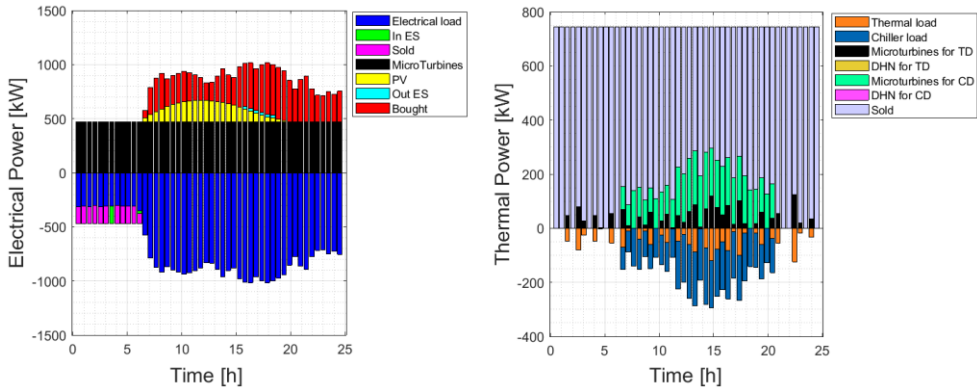 1500
1000
500
0
-500
-1000
-1500
Electrical Power [kW]
0
5
10
15
20
25
Time [h]
Electrical load
In ES
Sold
MicroTurbines
PV
Out ES
Bought
800
600
400
200
0
-200
-400
Thermal Power [kW]
0
5
10
15
20
25
Time [h]
Thermal load
Chiller load
Microturbines for TD
DHN for TD
Microturbines for CD
DHN for CD
Sold